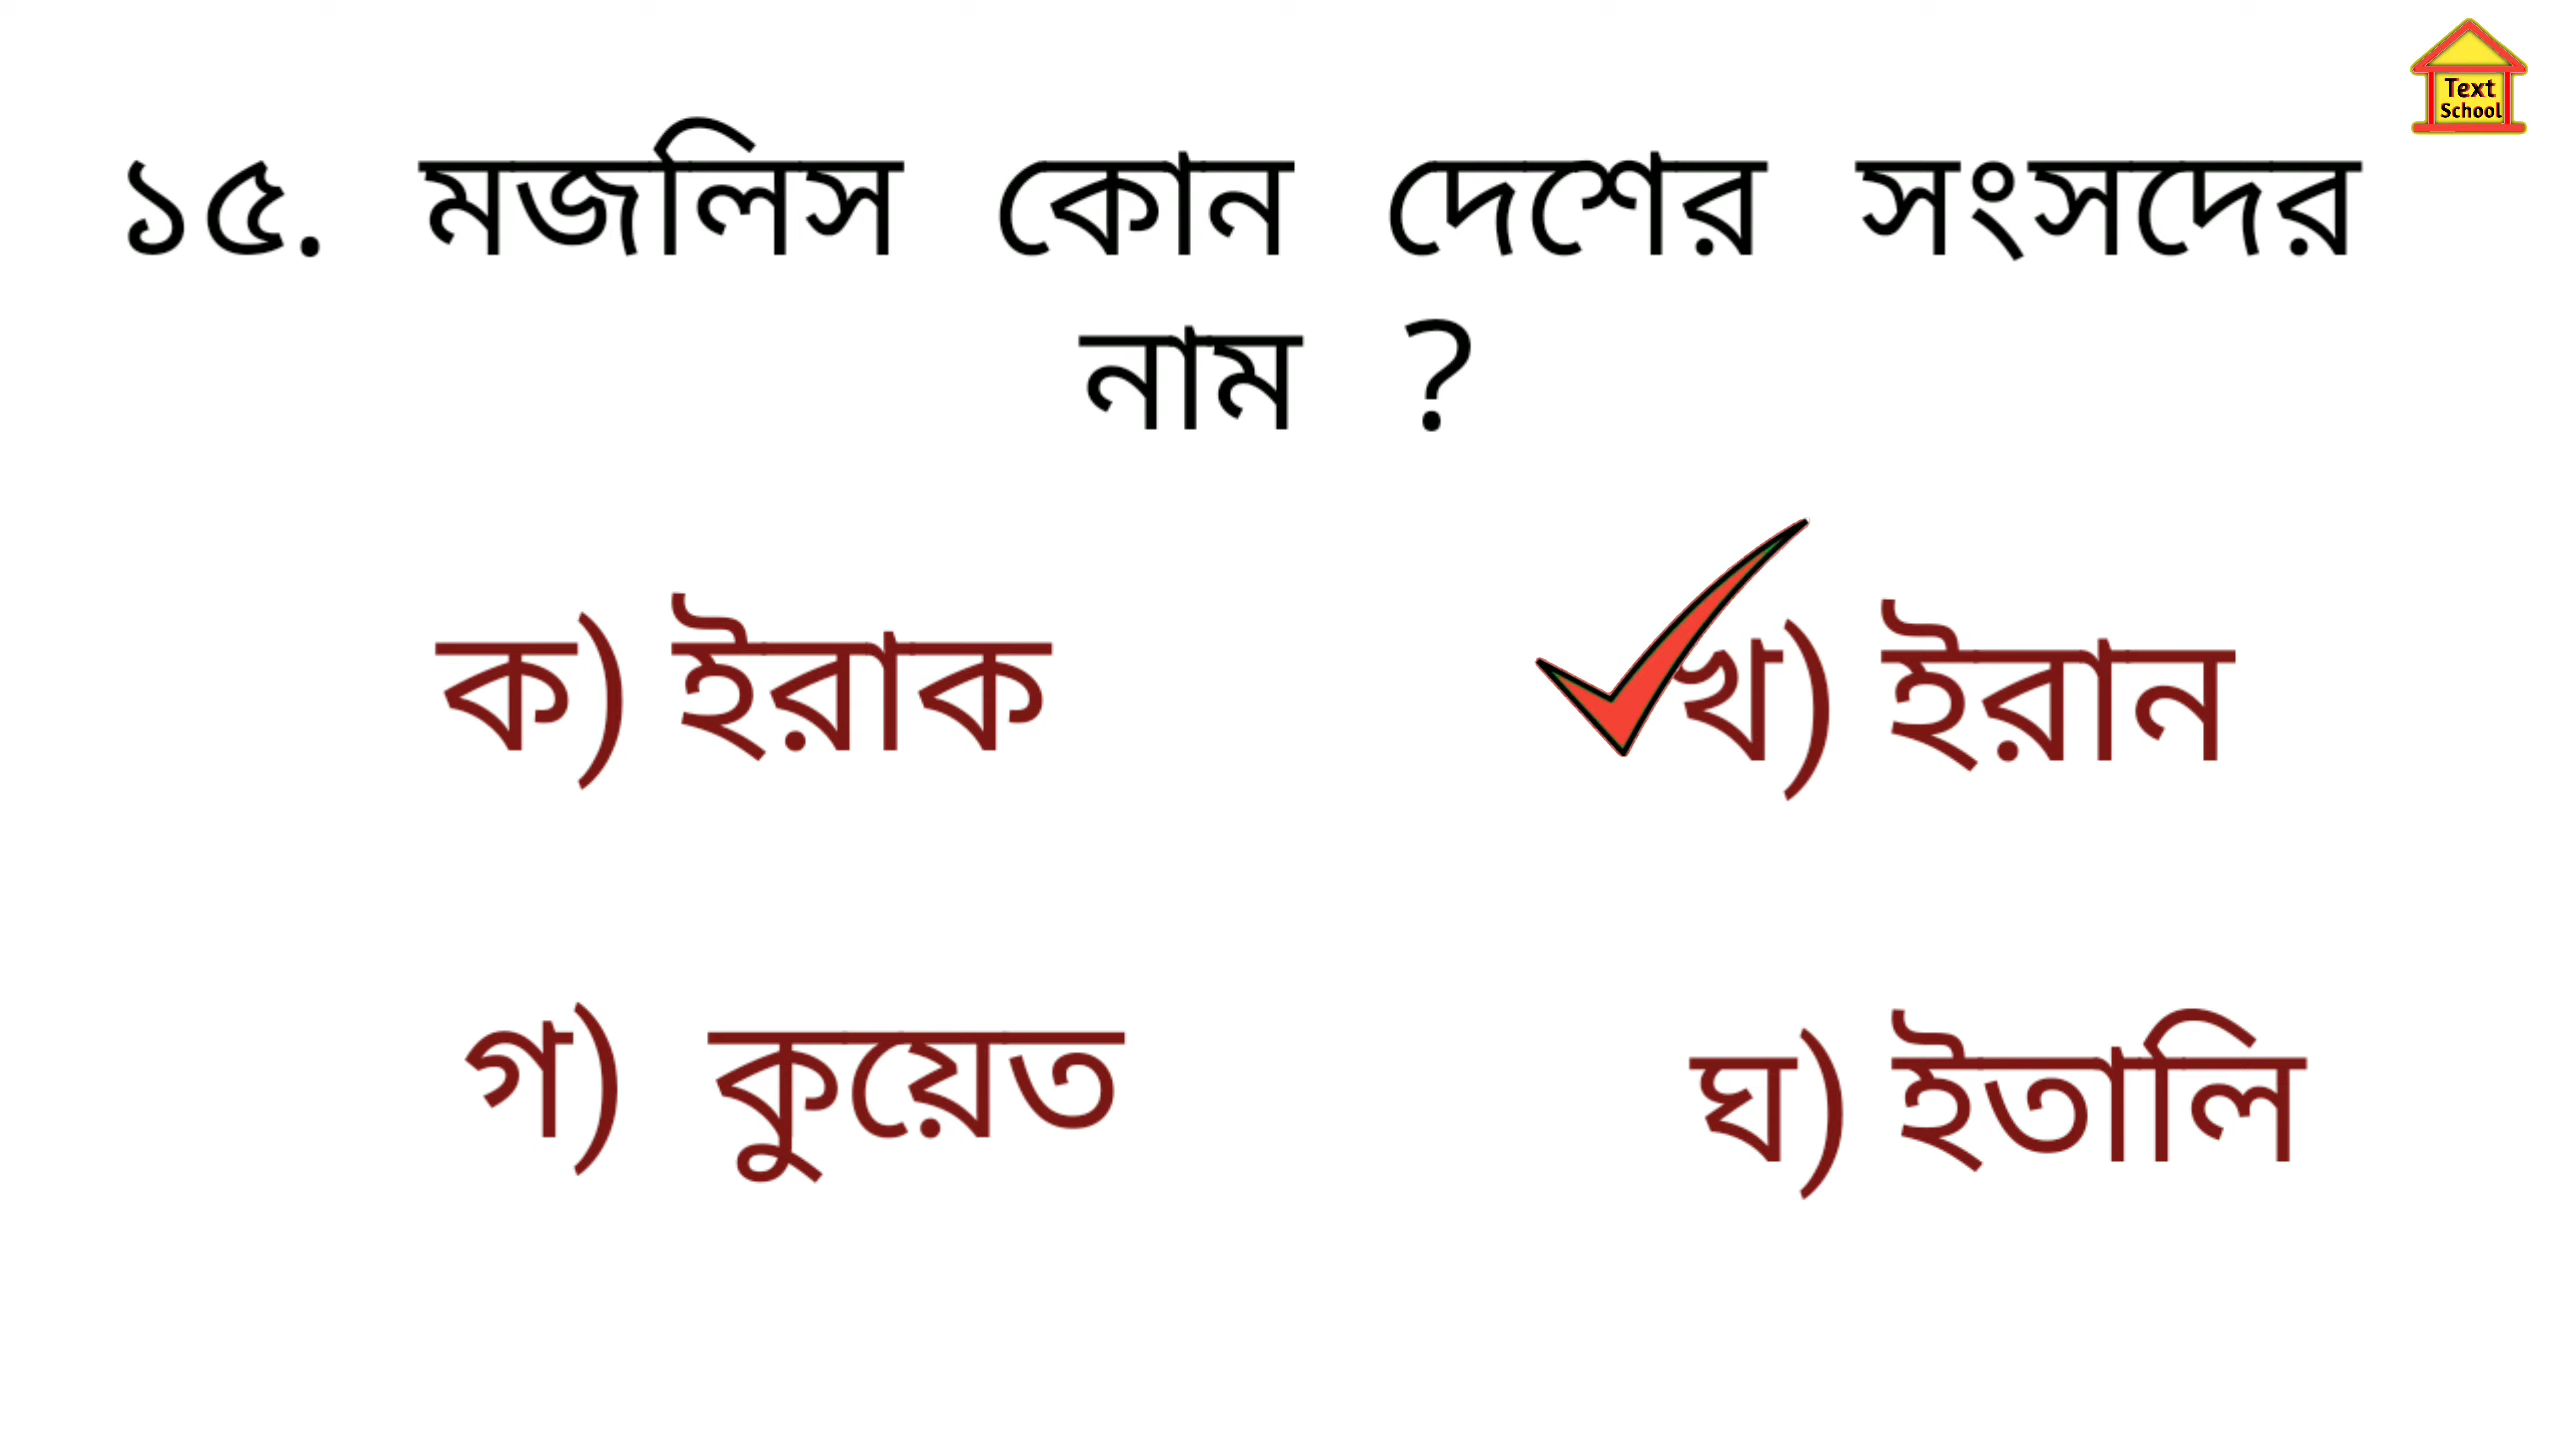 Text
School
১৫. মজলিস কোন দেশের সংসদের
নাম ?
ক) ইরাক
খ) ইরান
গ) কুয়েত
ঘ) ইতালি